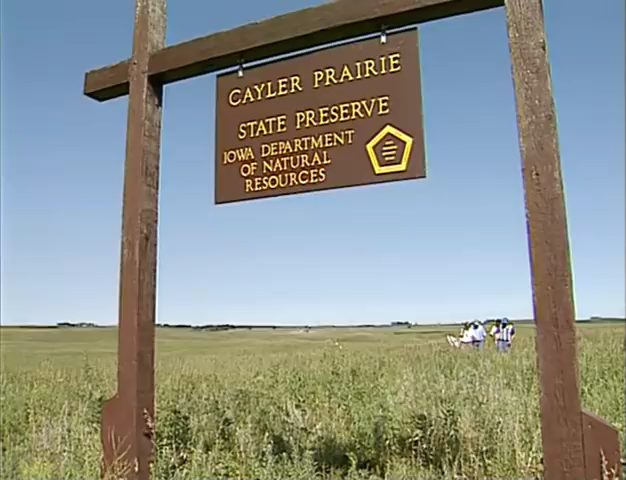 CAYLER PRAIRIE
STATE PRESERVE
IOWA DEPARTMENT
OF NATURAL
RESOURCES